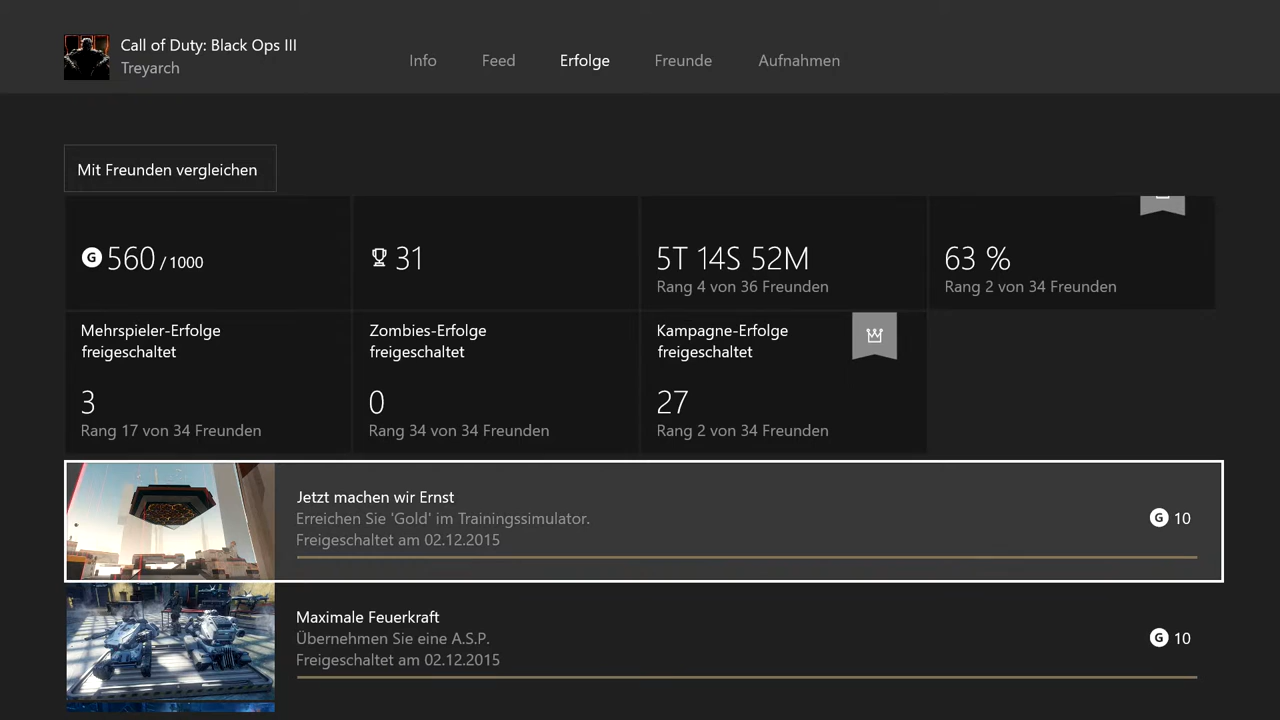 Call of Duty: Black Ops III
Treyarch
Info
Feed
Erfolge
Freunde
Aufnahmen
Mit Freunden vergleichen
G 560 / 1000
31
5T 14S 52M
Rang 4 von 36 Freunden
63 %
Rang 2 von 34 Freunden
Mehrspieler-Erfolge
freigeschaltet
3
Rang 17 von 34 Freunden
Zombies-Erfolge
freigeschaltet
0
Rang 34 von 34 Freunden
Kampagne-Erfolge
freigeschaltet
27
Rang 2 von 34 Freunden
Jetzt machen wir Ernst
Erreichen Sie 'Gold' im Trainingssimulator.
Freigeschaltet am 02.12.2015
G 10
Maximale Feuerkraft
Übernehmen Sie eine A.S.P.
Freigeschaltet am 02.12.2015
G 10